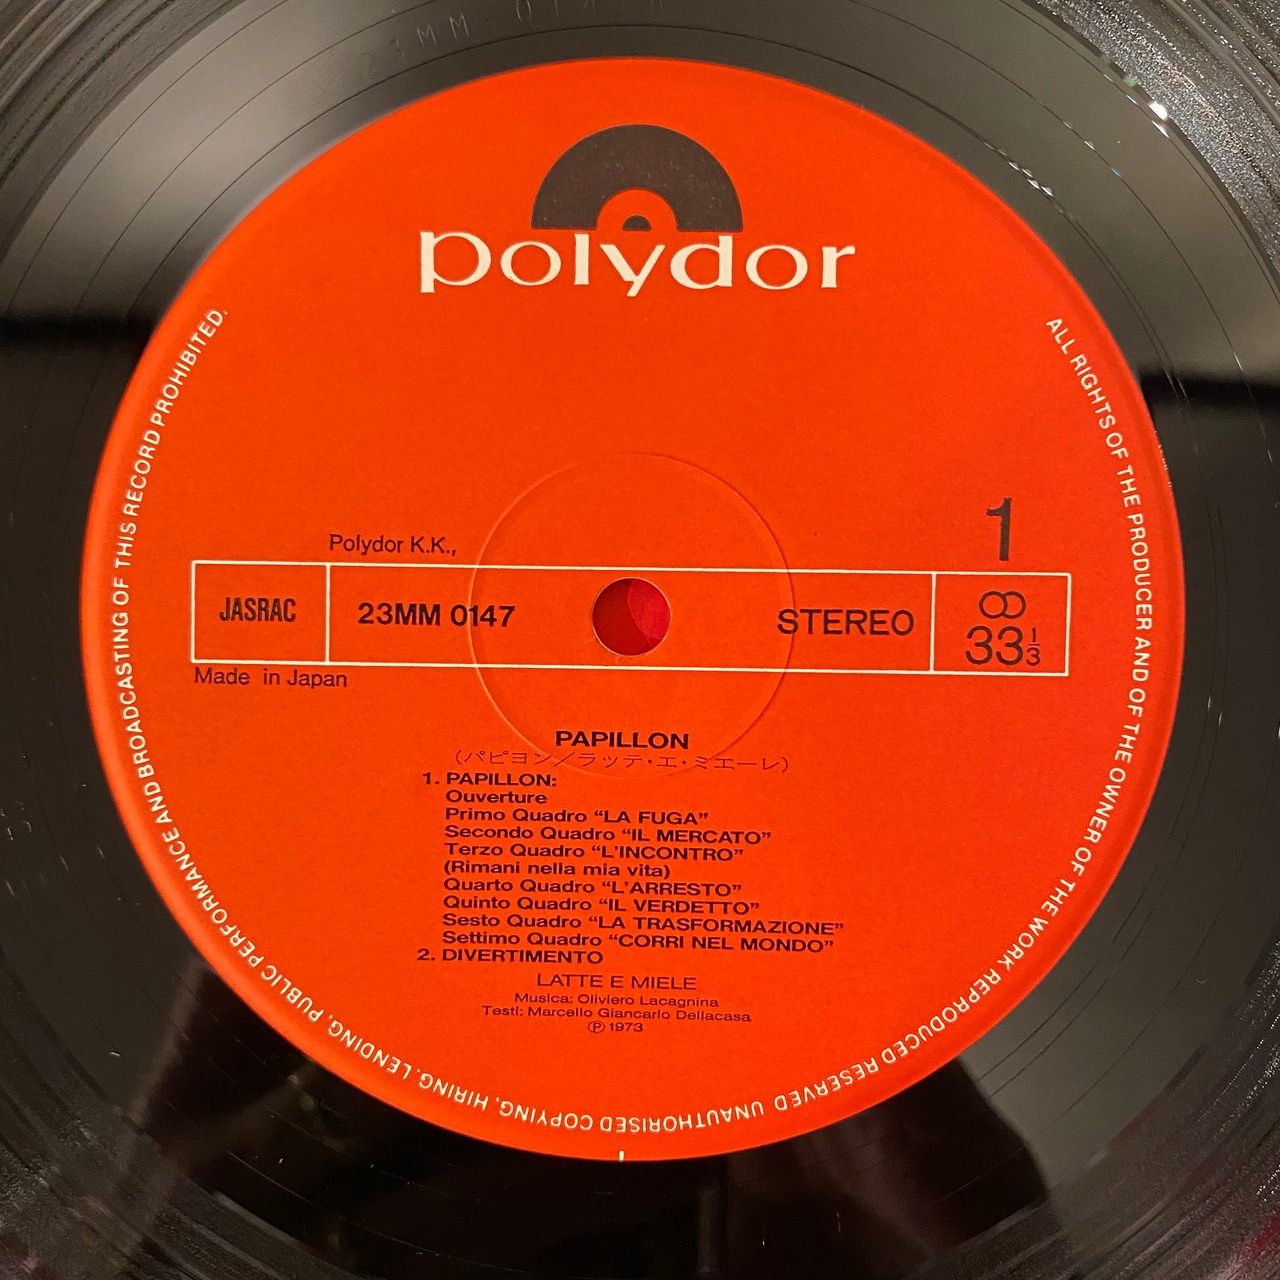 23MM 0147A
polydor
ALL RIGHTS OF THE PRODUCER AND OF THE OWNER OF THE WORK REPRODUCED RESERVED UNAUTHORISED COPYING, HIRING, LENDING, PUBLIC PERFORMANCE AND BROADCASTING OF THIS RECORD PROHIBITED.
1
Polydor K.K.,
JASRAC
23MM 0147
STEREO
33 1/3
Made in Japan
PAPILLON
(パピヨン/ラッテ・エ・ミエーレ)
1. PAPILLON:
Ouverture
Primo Quadro “LA FUGA”
Secondo Quadro “IL MERCATO”
Terzo Quadro “L'INCONTRO”
(Rimani nella mia vita)
Quarto Quadro “L'ARRESTO”
Quinto Quadro “IL VERDETTO”
Sesto Quadro “LA TRASFORMAZIONE”
Settimo Quadro “CORRI NEL MONDO”
2. DIVERTIMENTO
LATTE E MIELE
Musica: Oliviero Lacagnina
Testi: Marcello Giancarlo Dellacasa
Ⓟ 1973